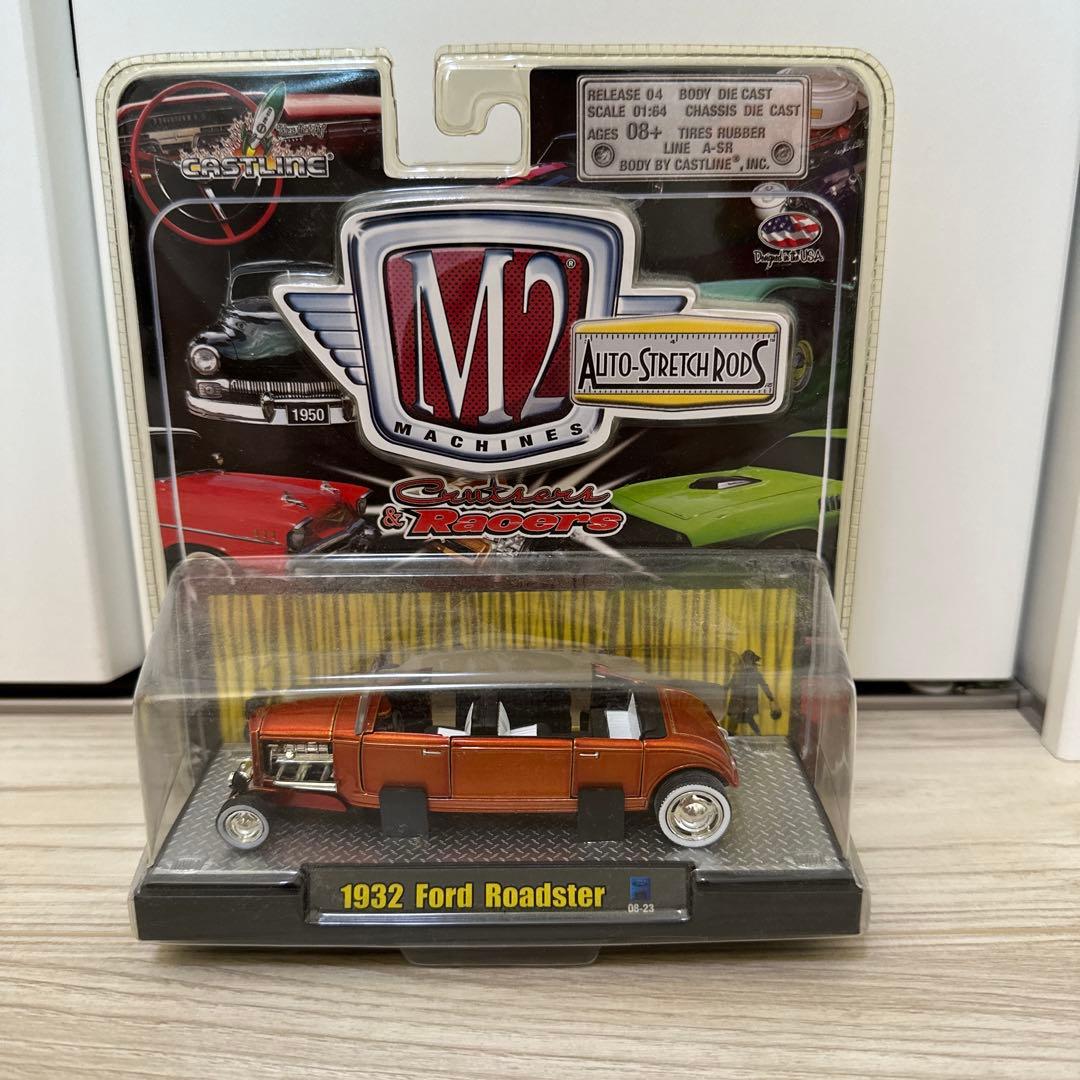 CASTLINE®
RELEASE 04 BODY DIE CAST
SCALE 01:64 CHASSIS DIE CAST
AGES 08+ TIRES RUBBER
LINE A-SR
BODY BY CASTLINE®, INC.
Designed in the USA
M2®
MACHINES
AUTO-STRETCH RODS
1950
Cruisers
& Racers
1932 Ford Roadster
08-23